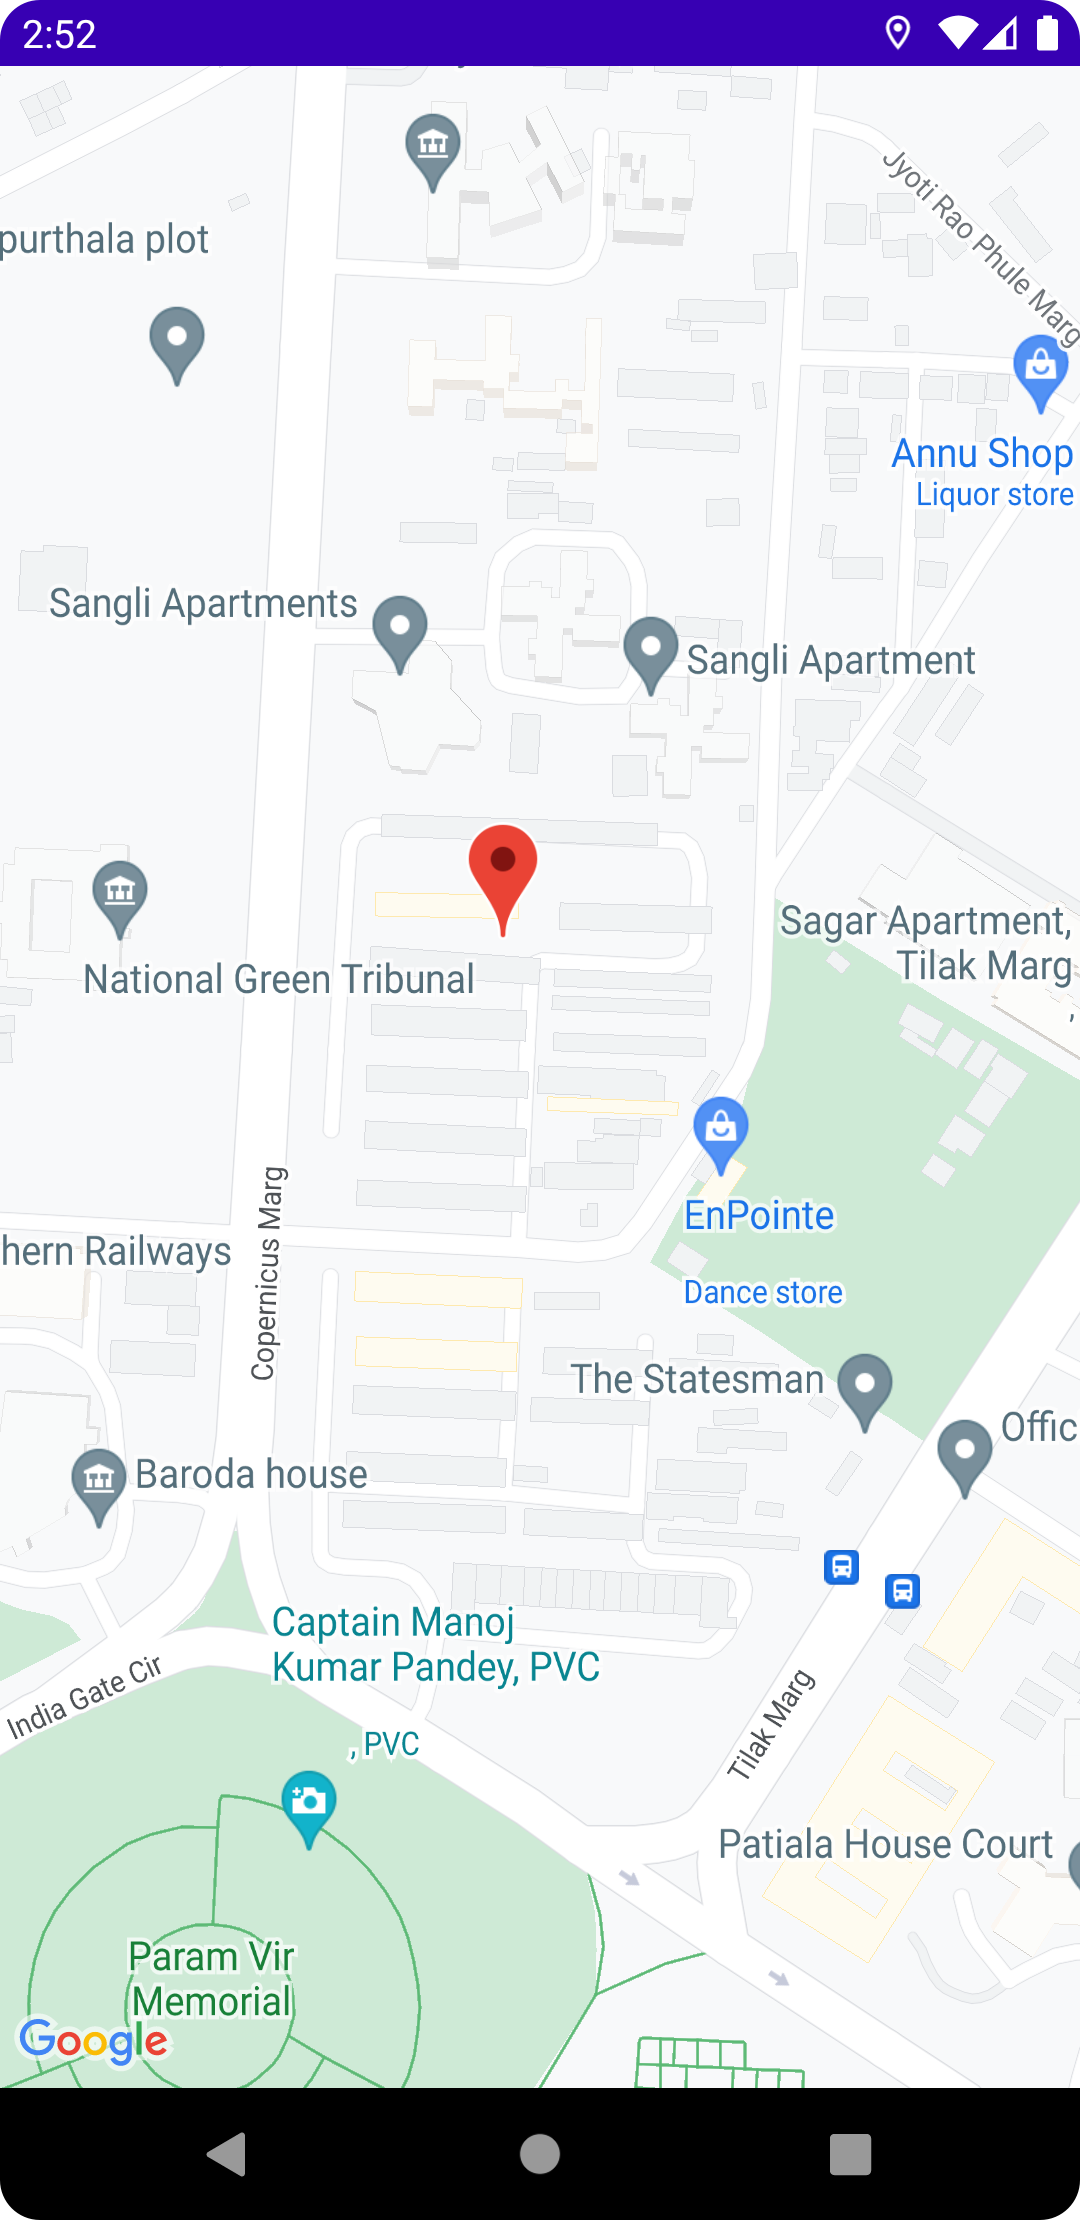 2:52
Jyoti Rao Phule Marg
purthala plot
Annu Shop
Liquor store
Sangli Apartments
Sangli Apartment
Sagar Apartment,
Tilak Marg
,
National Green Tribunal
EnPointe
Dance store
hern Railways
Copernicus Marg
The Statesman
Offic
Baroda house
Captain Manoj
Kumar Pandey, PVC
, PVC
India Gate Cir
Tilak Marg
Patiala House Court
Param Vir
Memorial
Google